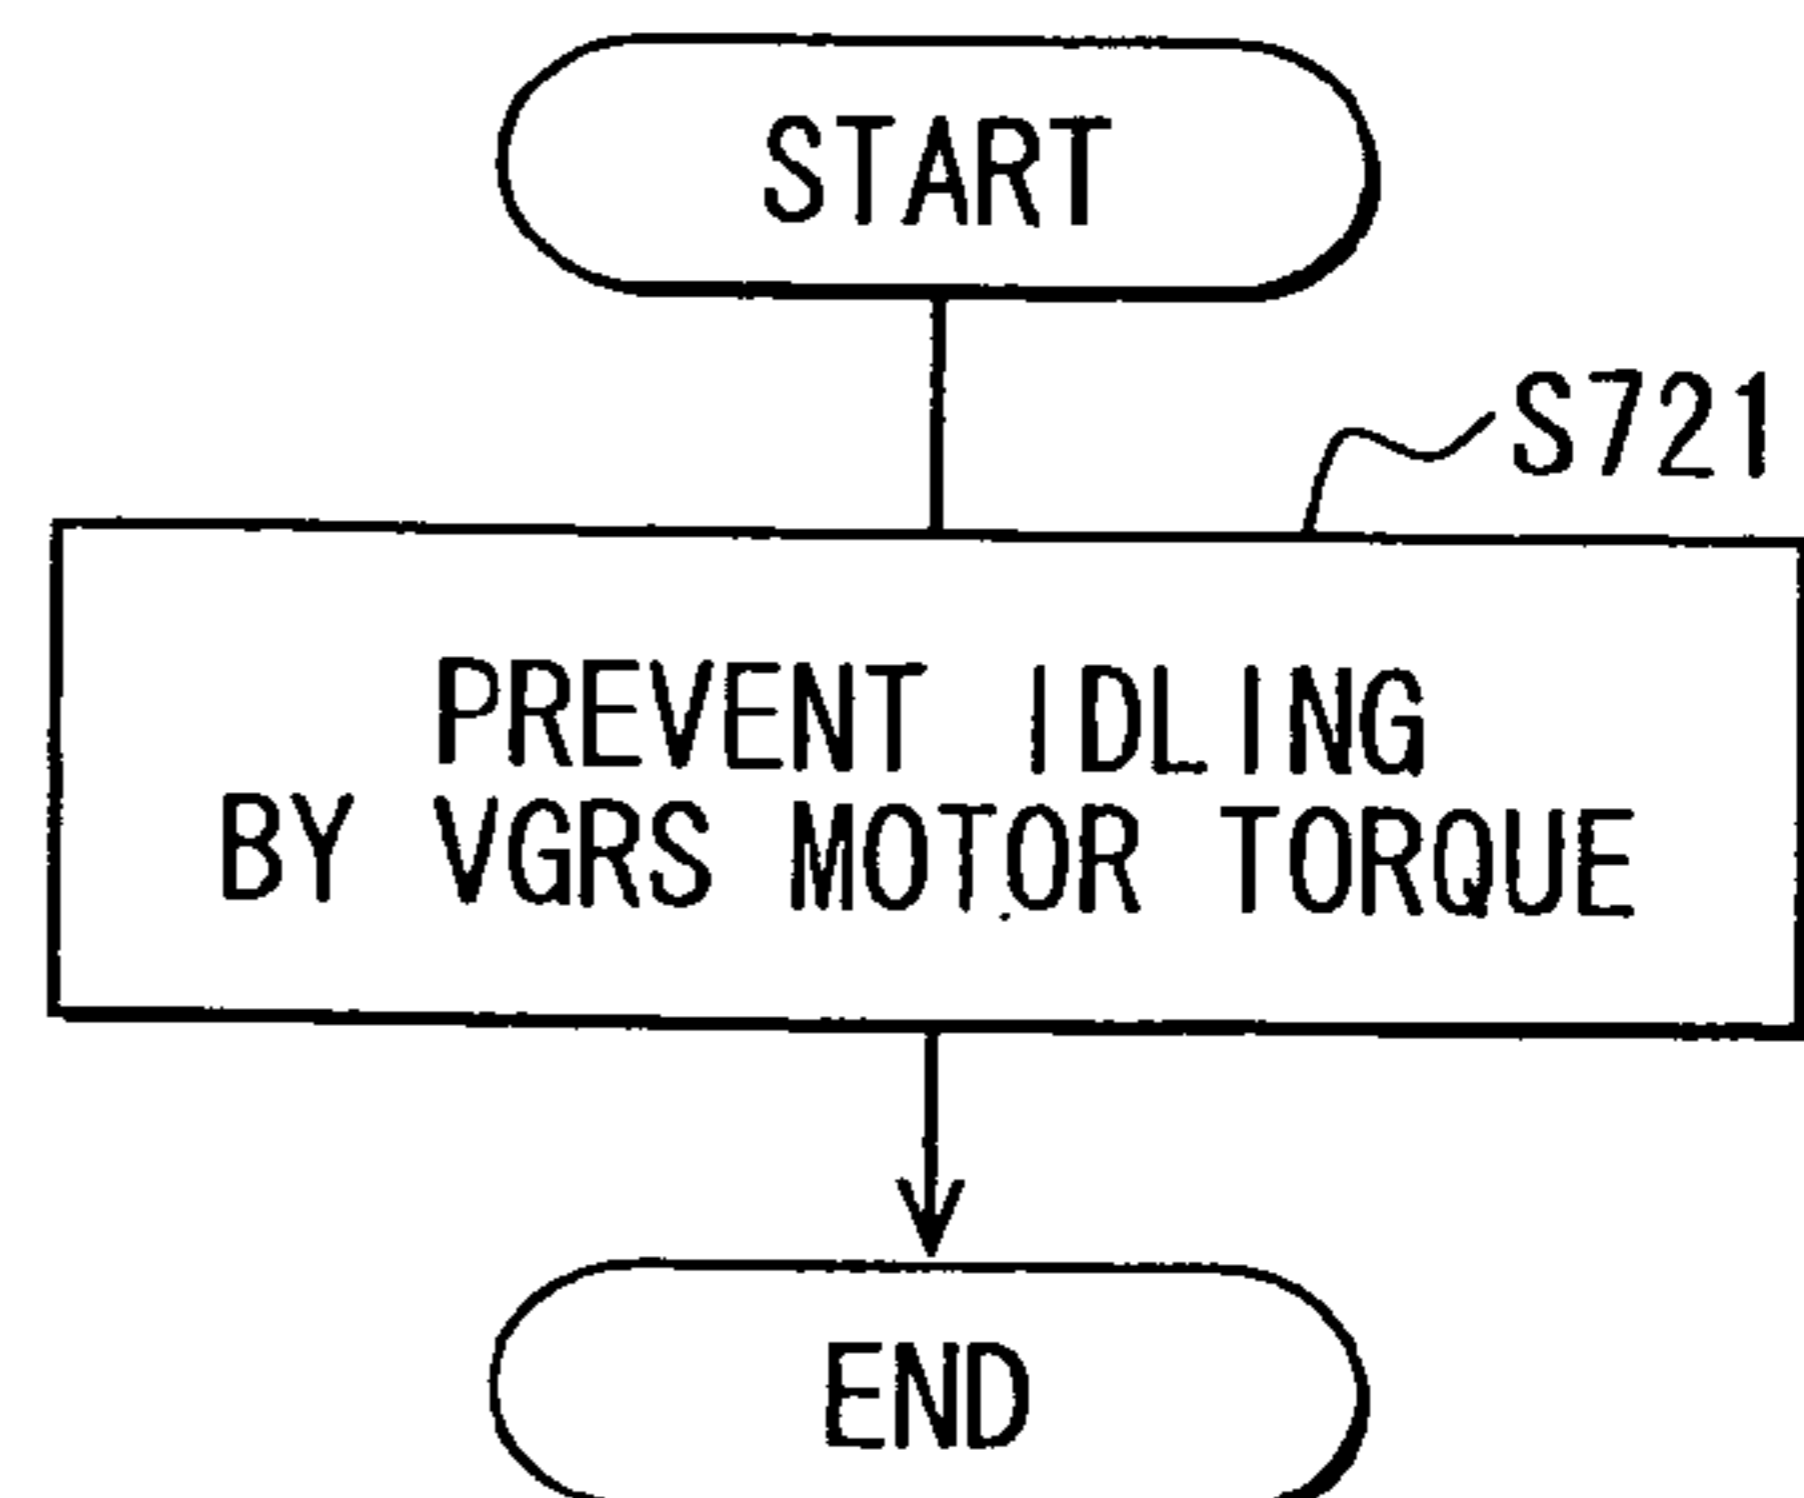 START
S721
PREVENT IDLING
BY VGRS MOTOR TORQUE
END